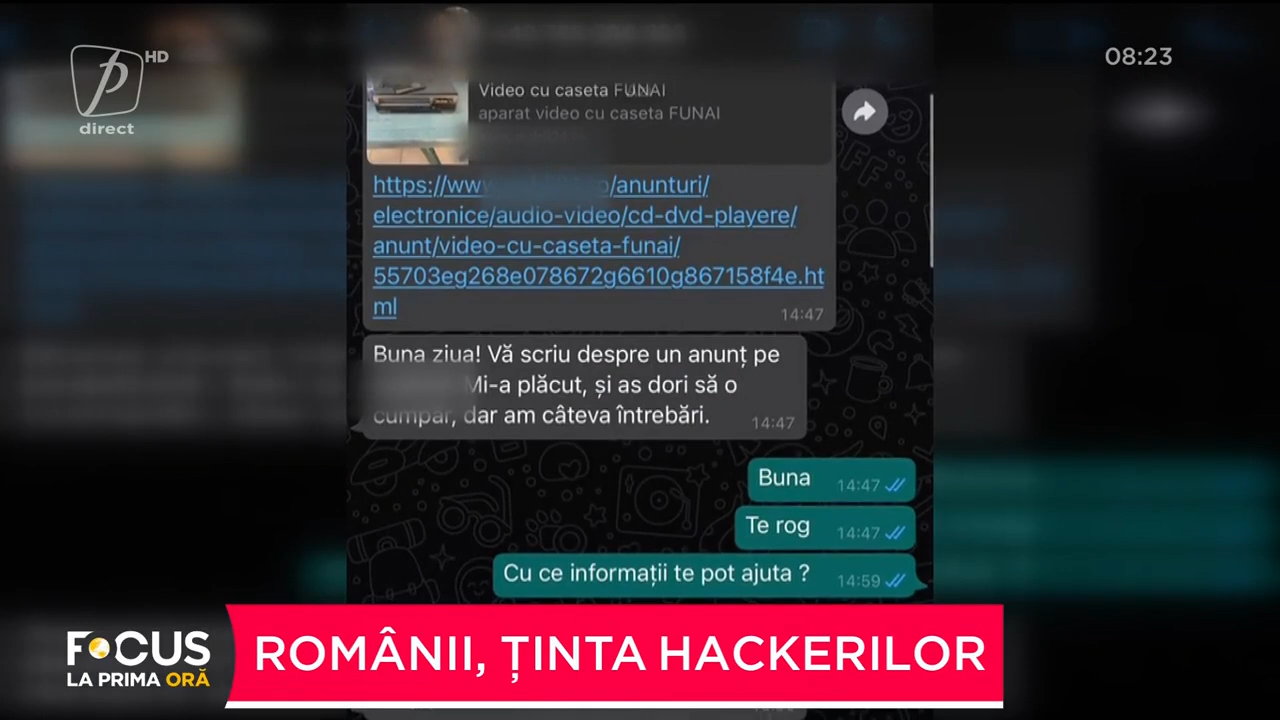 HD
direct
08:23
Video cu caseta FUNAI
aparat video cu caseta FUNAI
https://www /anunturi/
electronice/audio-video/cd-dvd-playere/
anunt/video-cu-caseta-funai/
55703eg268e078672g6610g867158f4e.ht
ml
14:47
Buna ziua! Vă scriu despre un anunț pe
Mi-a plăcut, și as dori să o
cumpar, dar am câteva întrebări.
14:47
Buna 14:47
Te rog 14:47
Cu ce informații te pot ajuta ? 14:59
FOCUS
LA PRIMA ORĂ
ROMÂNII, ȚINTA HACKERILOR